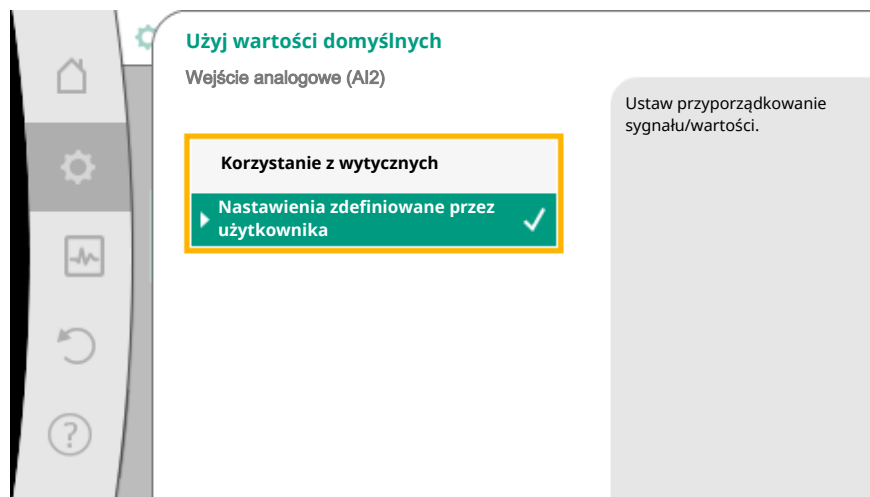 Użyj wartości domyślnych
Wejście analogowe (AI2)
Ustaw przyporządkowanie
sygnału/wartości.
Korzystanie z wytycznych
Nastawienia zdefiniowane przez
użytkownika
?